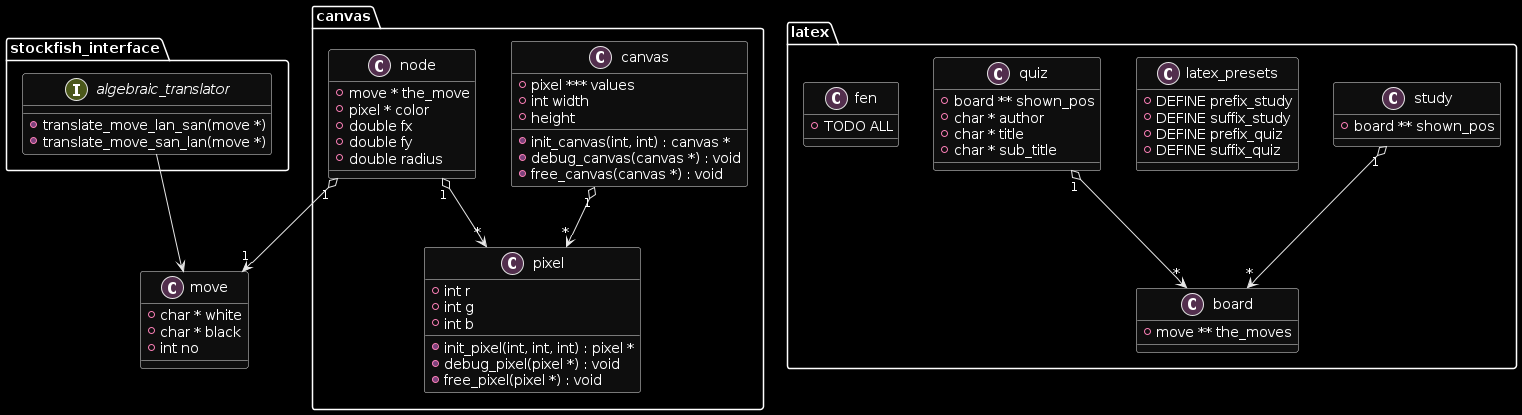 stockfish_interface
I
algebraic_translator
translate_move_lan_san(move *)
translate_move_san_lan(move *)
C
move
char * white
char * black
int no
canvas
C
node
move * the_move
pixel * color
double fx
double fy
double radius
C
canvas
pixel *** values
int width
height
init_canvas(int, int) : canvas *
debug_canvas(canvas *) : void
free_canvas(canvas *) : void
1
1
1
1
*
*
C
pixel
int r
int g
int b
init_pixel(int, int, int) : pixel *
debug_pixel(pixel *) : void
free_pixel(pixel *) : void
latex
C
fen
TODO ALL
C
quiz
board ** shown_pos
char * author
char * title
char * sub_title
C
latex_presets
DEFINE prefix_study
DEFINE suffix_study
DEFINE prefix_quiz
DEFINE suffix_quiz
C
study
board ** shown_pos
1
1
*
*
C
board
move ** the_moves